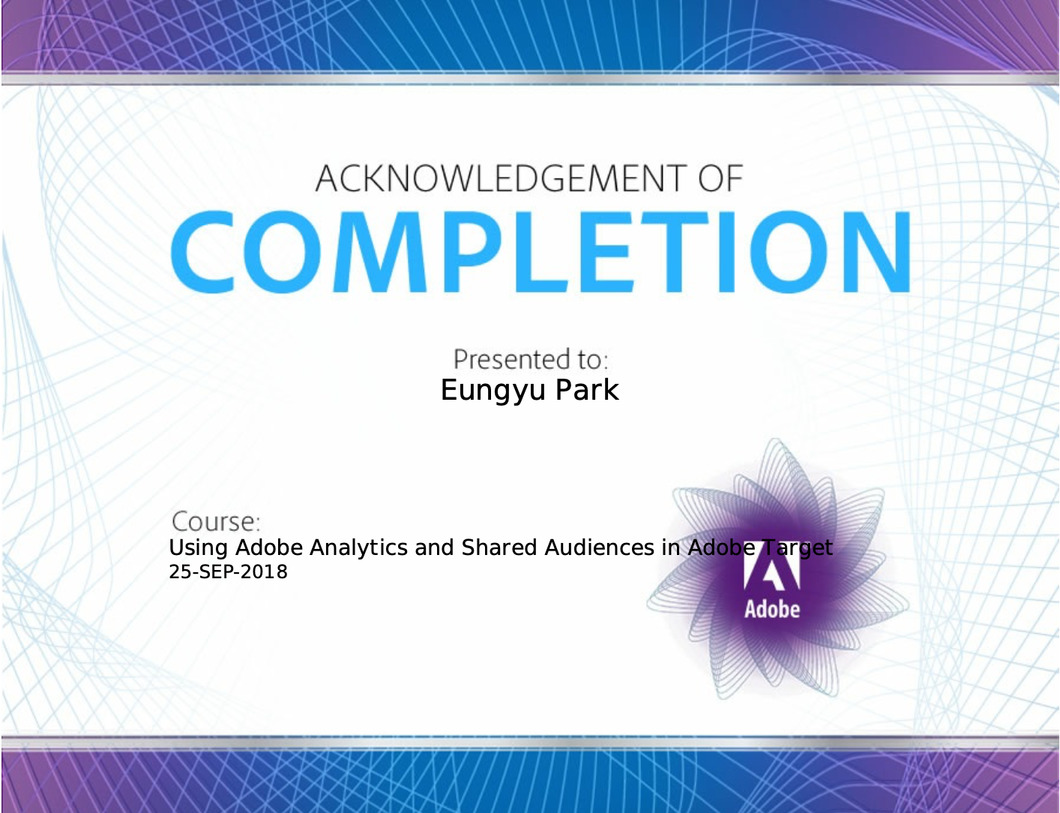 ACKNOWLEDGEMENT OF
COMPLETION
Presented to:
Eungyu Park
Course:
Using Adobe Analytics and Shared Audiences in Adobe Target
25-SEP-2018
Adobe